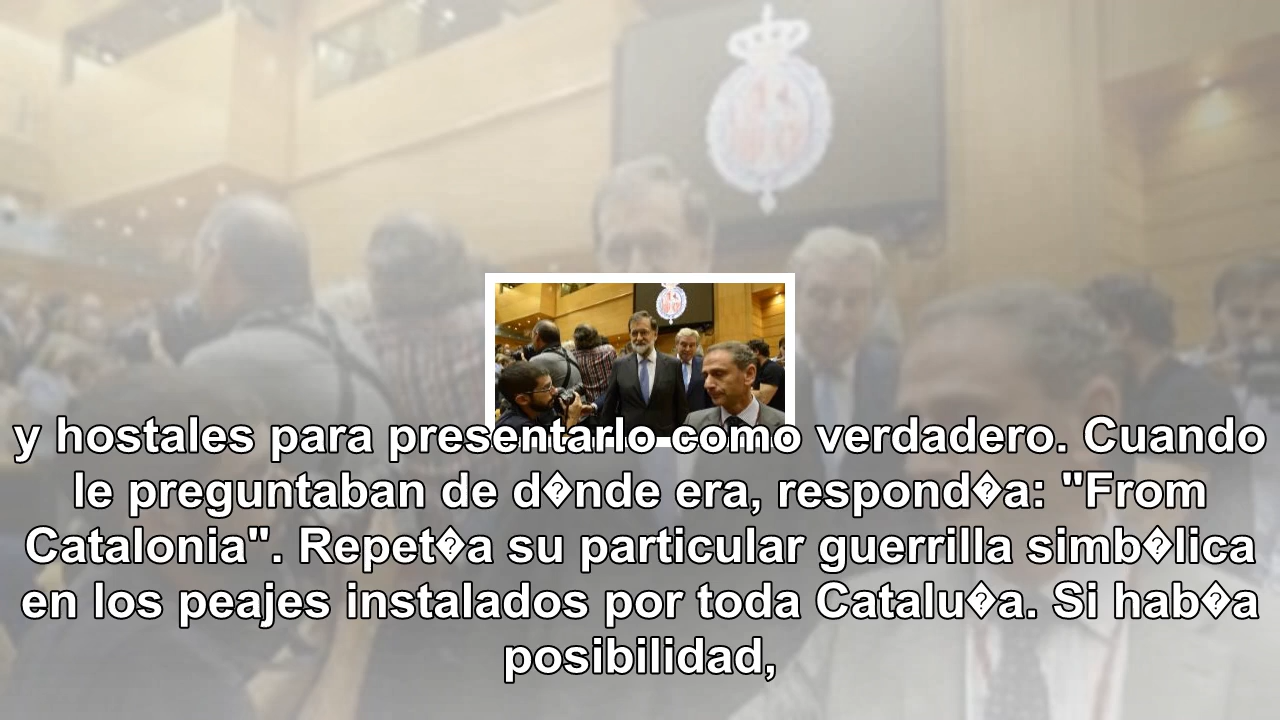 y hostales para presentarlo como verdadero. Cuando
le preguntaban de d�nde era, respond�a: "From
Catalonia". Repet�a su particular guerrilla simb�lica
en los peajes instalados por toda Catalu�a. Si hab�a
posibilidad,